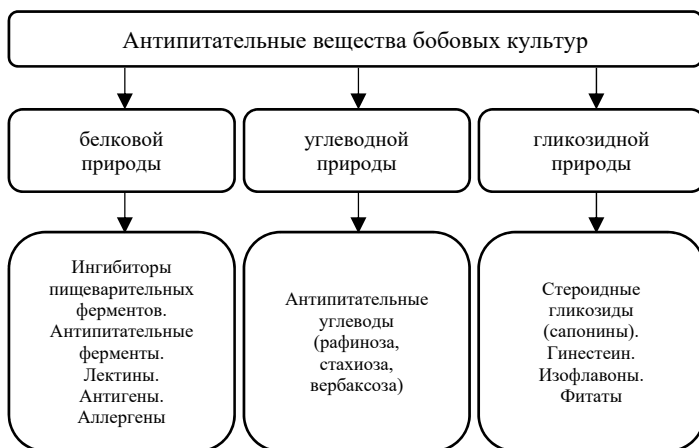 Антипитательные вещества бобовых культур
белковой
природы
углеводной
природы
гликозидной
природы
Ингибиторы
пищеварительных
ферментов.
Антипитательные
ферменты.
Лектины.
Антигены.
Аллергены
Антипитательные
углеводы
(рафиноза,
стахиоза,
вербаксоза)
Стероидные
гликозиды
(сапонины).
Гинестеин.
Изофлавоны.
Фитаты